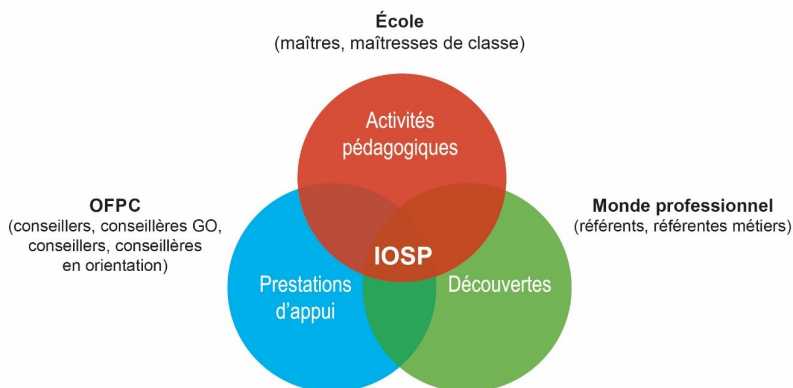 École
(maîtres, maîtresses de classe)
Activités
pédagogiques
OFPC
(conseillers, conseillères GO,
conseillers, conseillères
en orientation)
Monde professionnel
(référents, référentes métiers)
IOSP
Prestations
d'appui
Découvertes